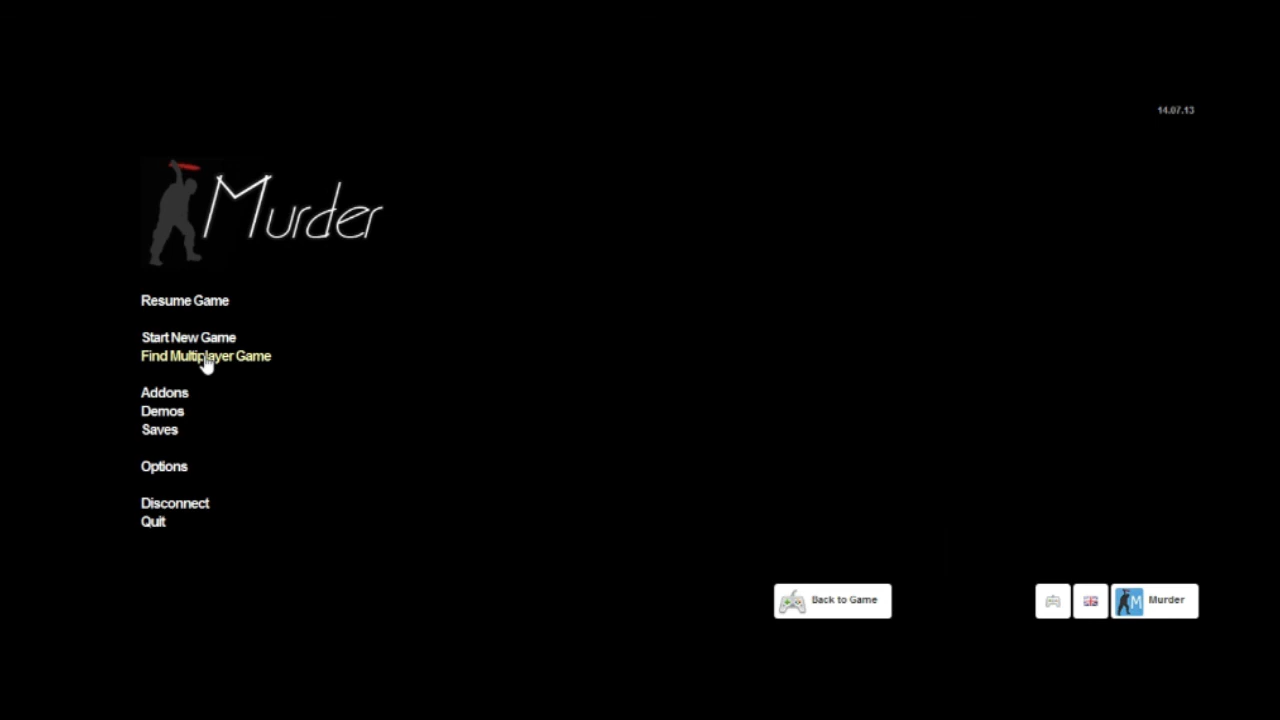 14.07.13
Murder
Resume Game
Start New Game
Find Multiplayer Game
Addons
Demos
Saves
Options
Disconnect
Quit
Back to Game
M
Murder